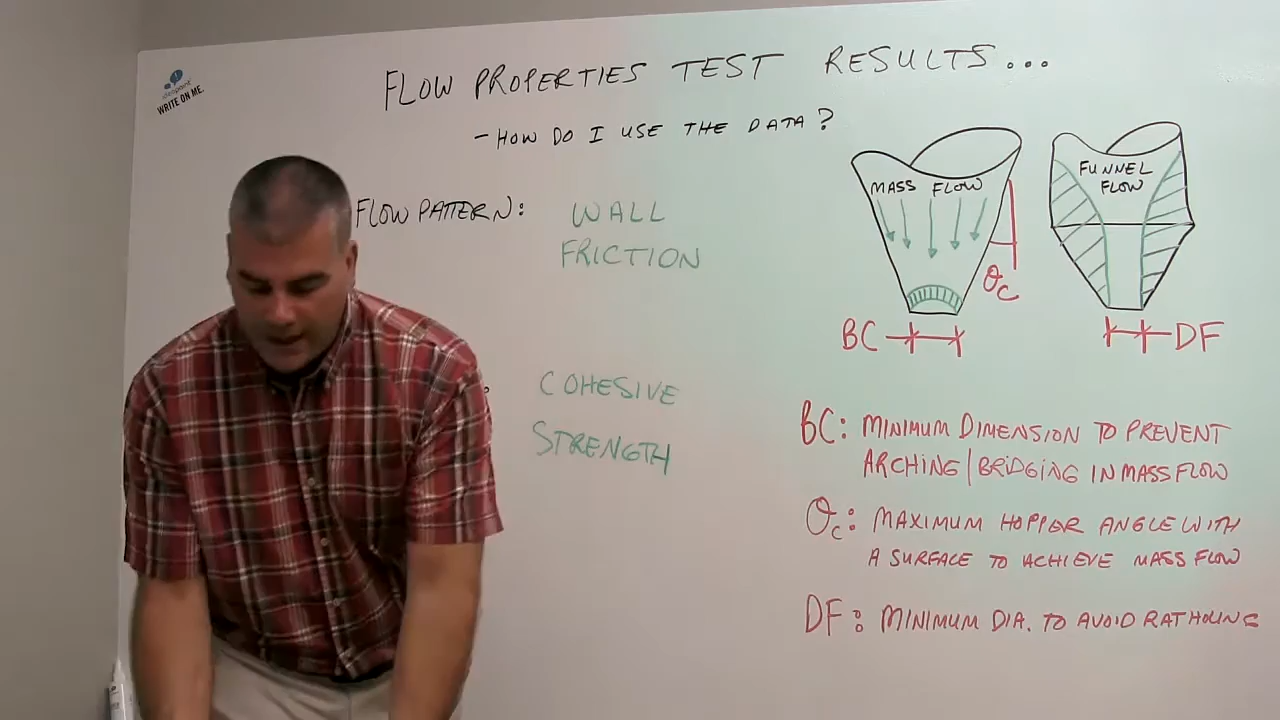 WRITE ON ME.
FLOW PROPERTIES TEST RESULTS...
- HOW DO I USE THE DATA?
FLOW PATTERN: WALL
FRICTION
COHESIVE
STRENGTH
MASS FLOW
θc
BC
FUNNEL
FLOW
DF
BC: MINIMUM DIMENSION TO PREVENT
ARCHING/BRIDGING IN MASS FLOW
θc: MAXIMUM HOPPER ANGLE WITH
A SURFACE TO ACHIEVE MASS FLOW
DF: MINIMUM DIA. TO AVOID RATHOLING